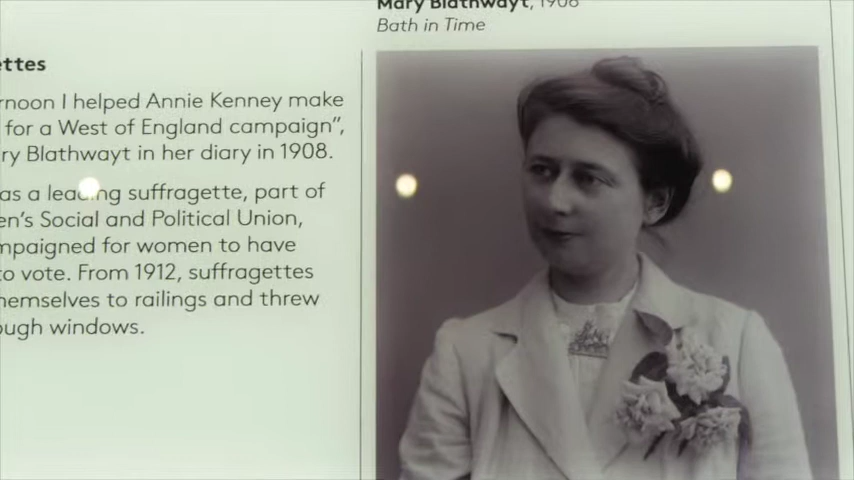 Mary Blathwayt, 1908
Bath in Time
ettes
rnoon I helped Annie Kenney make
for a West of England campaign”,
ry Blathwayt in her diary in 1908.
as a leading suffragette, part of
en’s Social and Political Union,
mpaigned for women to have
to vote. From 1912, suffragettes
hemselves to railings and threw
ough windows.